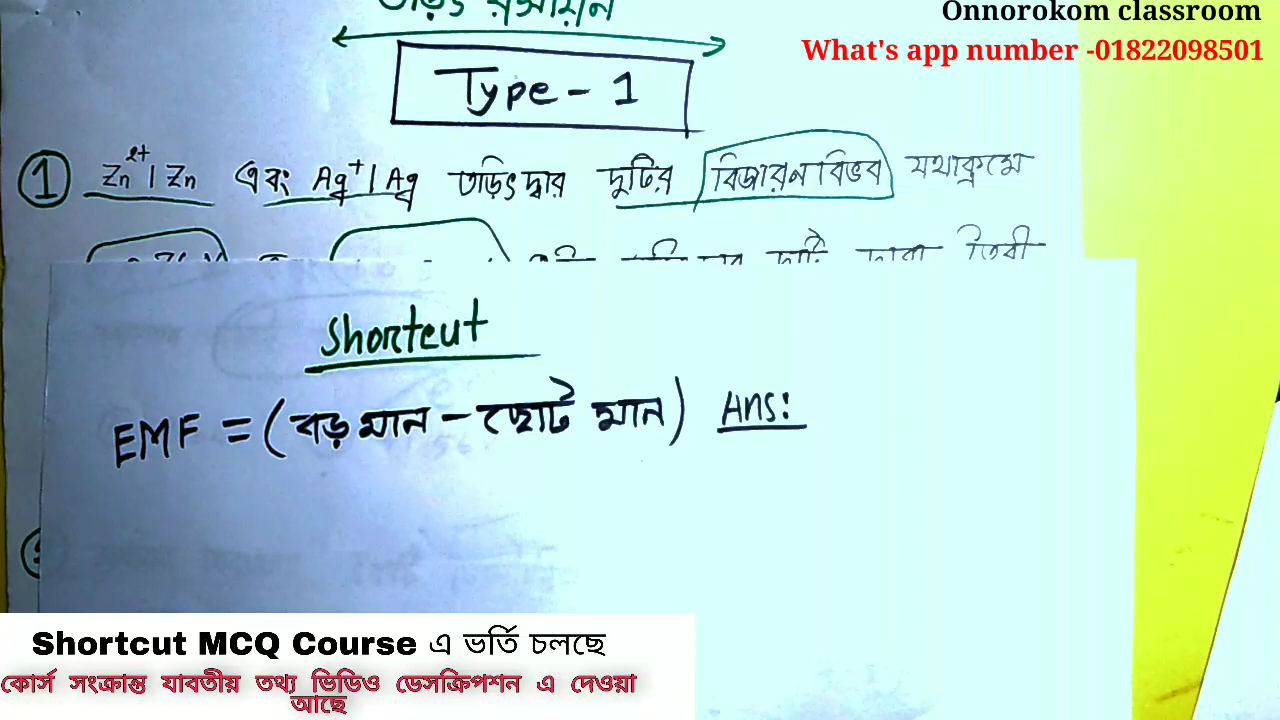 তড়িৎ রসায়ন
Onnorokom classroom
What's app number -01822098501
Type - 1
1 Zn²⁺ | Zn এবং Ag⁺ | Ag তড়িৎদ্বার দুটির বিজারন বিভব যথাক্রমে
Shortcut
EMF = (বড় মান - ছোট মান) Ans:
Shortcut MCQ Course এ ভর্তি চলছে
কোর্স সংক্রান্ত যাবতীয় তথ্য ভিডিও ডেসক্রিপশন এ দেওয়া
আছে